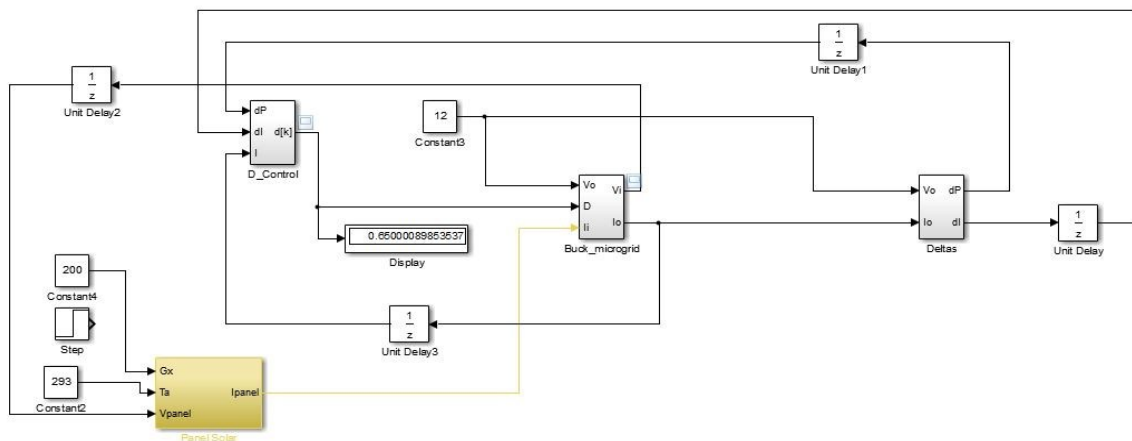 1
z
Unit Delay1
1
z
Unit Delay2
dP
dI
I
d[k]
D_Control
12
Constant3
Vo
D
Ii
Vi
Io
Buck_microgrid
Vo
Io
dP
dI
Deltas
1
z
Unit Delay
0.65000089853537
Display
200
Constant4
Step
1
z
Unit Delay3
293
Constant2
Gx
Ta
Vpanel
Ipanel
Panel Solar